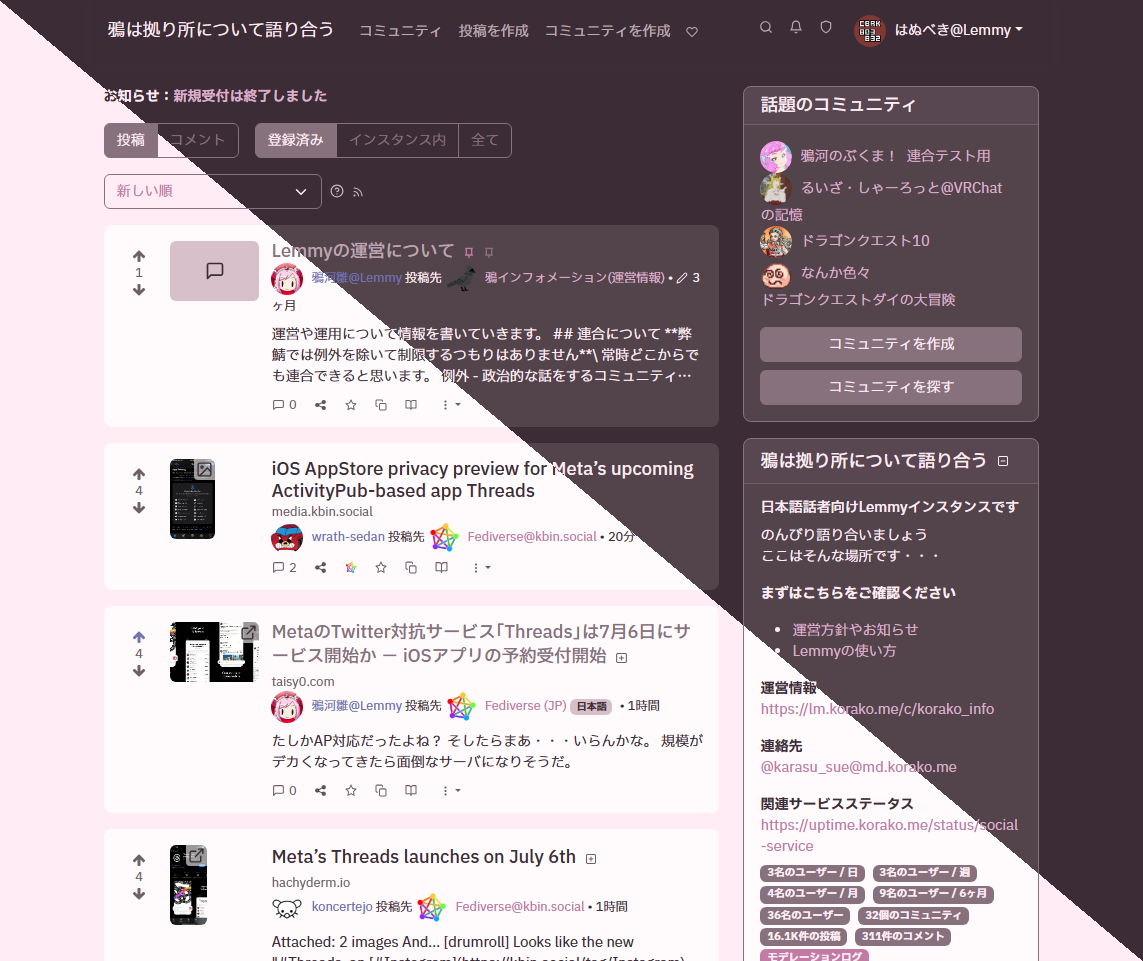 鴉は拠り所について語り合う コミュニティ 投稿を作成 コミュニティを作成 はぬべき@Lemmy
お知らせ：新規受付は終了しました
投稿 コメント 登録済み インスタンス内 全て
新しい順
1
Lemmyの運営について
鴉河雛@Lemmy 投稿先 鴉インフォメーション(運営情報) • 3
ヶ月
運営や運用について情報を書いていきます。 ## 連合について **弊
鯖では例外を除いて制限するつもりはありません**\ 常時どこからで
も連合できると思います。 例外 - 政治的な話をするコミュニティ…
0
4
iOS AppStore privacy preview for Meta’s upcoming
ActivityPub-based app Threads
media.kbin.social
wrath-sedan 投稿先 Fediverse@kbin.social • 20分
2
4
MetaのTwitter対抗サービス｢Threads｣は7月6日にサ
ービス開始か － iOSアプリの予約受付開始
taisy0.com
鴉河雛@Lemmy 投稿先 Fediverse (JP) 日本語 • 1時間
たしかAP対応だったよね？ そしたらまあ・・・いらんかな。 規模が
デカくなってきたら面倒なサーバになりそうだ。
0
4
Meta’s Threads launches on July 6th
hachyderm.io
koncertejo 投稿先 Fediverse@kbin.social • 1時間
Attached: 2 images And… [drumroll] Looks like the new
話題のコミュニティ
鴉河のぶくま！ 連合テスト用
るいざ・しゃーろっと@VRChat
の記憶
ドラゴンクエスト10
なんか色々
ドラゴンクエストダイの大冒険
コミュニティを作成
コミュニティを探す
鴉は拠り所について語り合う
日本語話者向けLemmyインスタンスです
のんびり語り合いましょう
ここはそんな場所です・・・
まずはこちらをご確認ください
• 運営方針やお知らせ
• Lemmyの使い方
運営情報
https://lm.korako.me/c/korako_info
連絡先
@karasu_sue@md.korako.me
関連サービスステータス
https://uptime.korako.me/status/social
-service
3名のユーザー / 日 3名のユーザー / 週
4名のユーザー / 月 9名のユーザー / 6ヶ月
36名のユーザー 32個のコミュニティ
16.1K件の投稿 311件のコメント
モデレーションログ